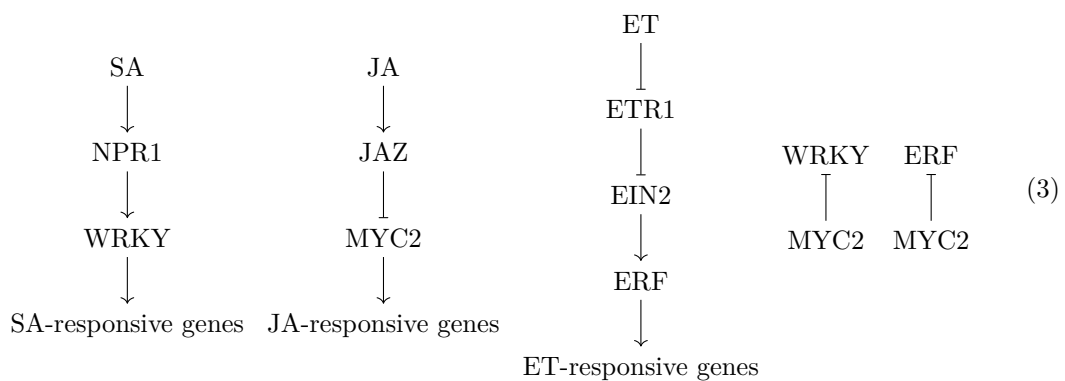 SA
NPR1
WRKY
SA-responsive genes
JA
JAZ
MYC2
JA-responsive genes
ET
ETR1
EIN2
ERF
ET-responsive genes
WRKY
MYC2
ERF
MYC2
(3)